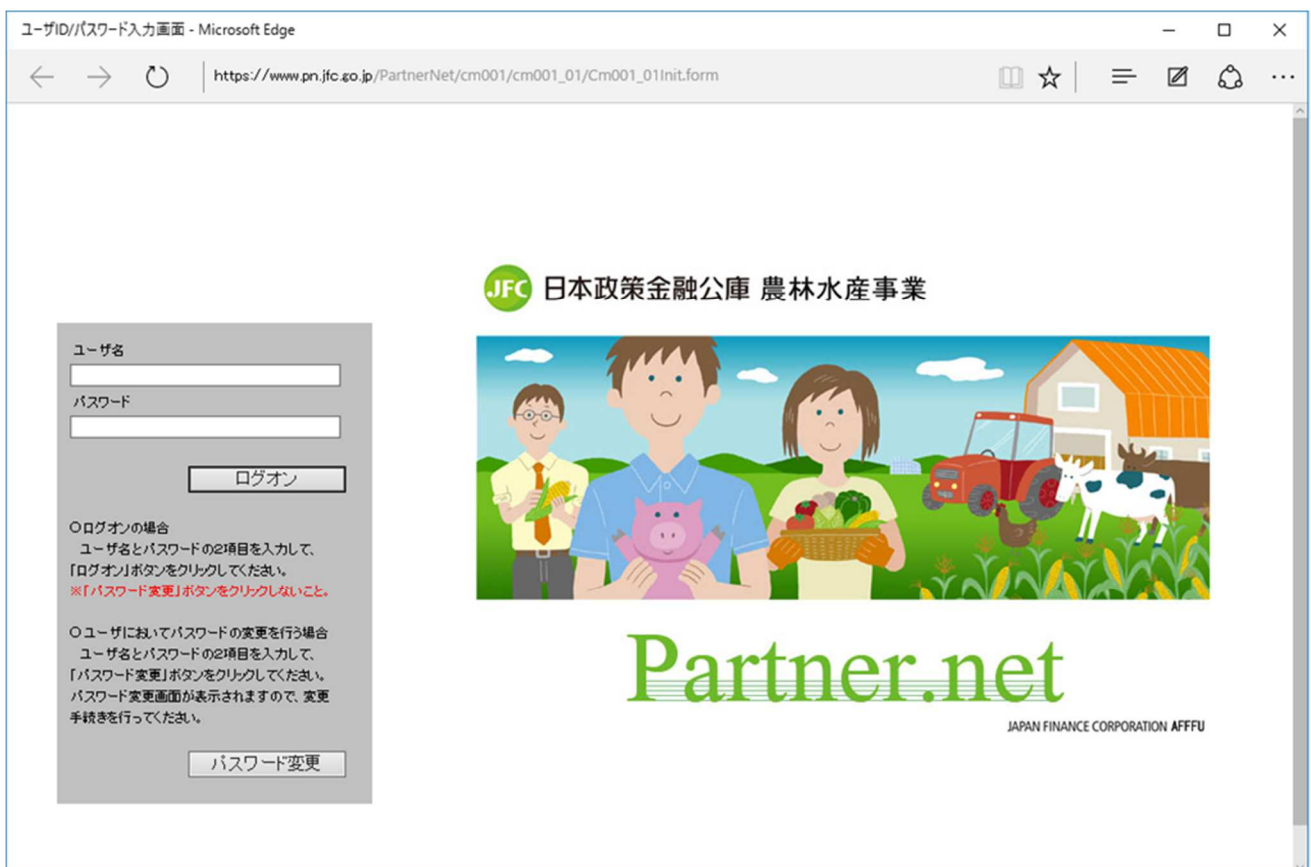 ユーザID/パスワード入力画面 - Microsoft Edge
https://www.pn.jfc.go.jp/PartnerNet/cm001/cm001_01/Cm001_01Init.form
JFC 日本政策金融公庫 農林水産事業
ユーザ名
パスワード
ログオン
○ログオンの場合
ユーザ名とパスワードの2項目を入力して、
「ログオン」ボタンをクリックしてください。
※「パスワード変更」ボタンをクリックしないこと。
○ユーザにおいてパスワードの変更を行う場合
ユーザ名とパスワードの2項目を入力して、
「パスワード変更」ボタンをクリックしてください。
パスワード変更画面が表示されますので、変更
手続きを行ってください。
パスワード変更
Partner.net
JAPAN FINANCE CORPORATION AFFFU